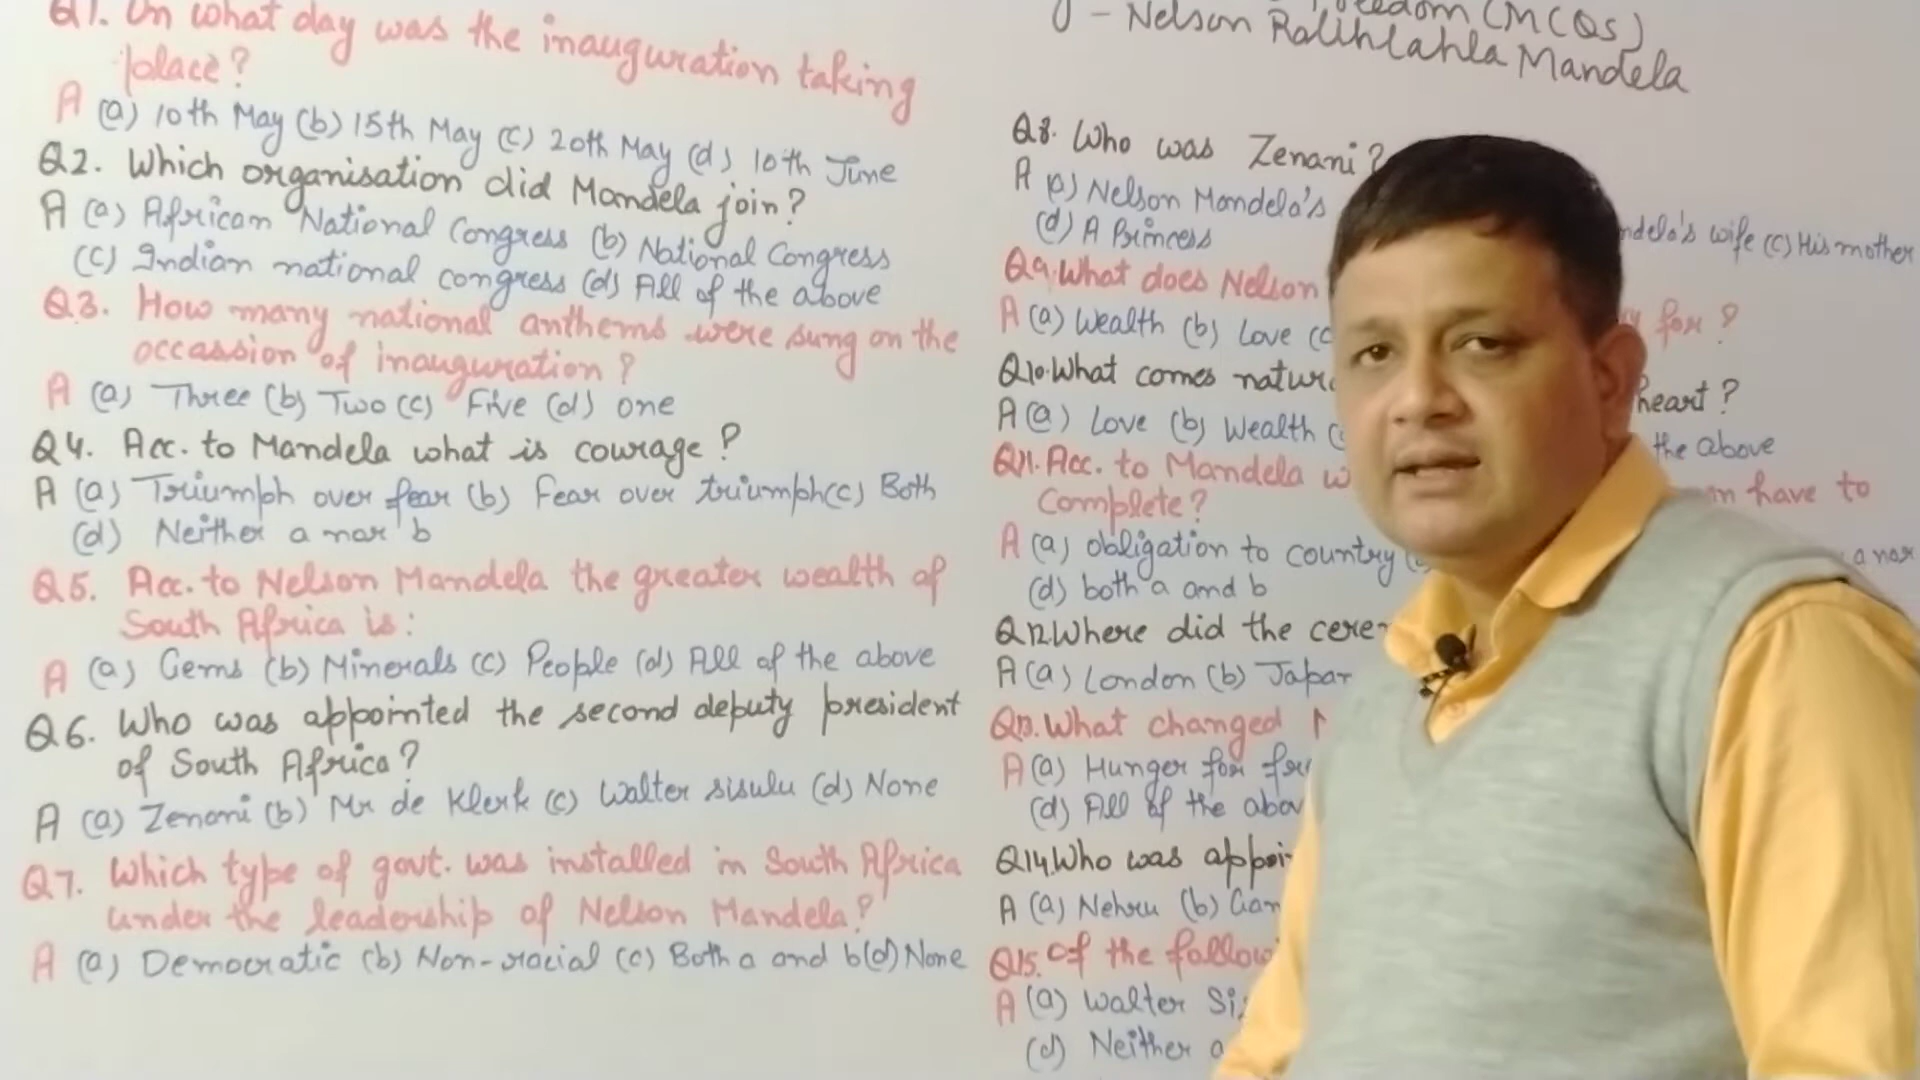 Q1. On what day was the inauguration taking
place?
A (a) 10th May (b) 15th May (c) 20th May (d) 10th June
Q2. Which organisation did Mandela join?
A (a) African National Congress (b) National Congress
(c) Indian national congress (d) All of the above
Q3. How many national anthems were sung on the
occassion of inauguration?
A (a) Three (b) Two (c) Five (d) one
Q4. Acc. to Mandela what is courage?
A (a) Triumph over fear (b) Fear over triumph (c) Both
(d) Neither a nor b
Q5. Acc. to Nelson Mandela the greater wealth of
South Africa is:
A (a) Gems (b) Minerals (c) People (d) All of the above
Q6. Who was appointed the second deputy president
of South Africa?
A (a) Zenani (b) Mr de Klerk (c) Walter sisulu (d) None
Q7. Which type of govt. was installed in South Africa
under the leadership of Nelson Mandela?
A (a) Democratic (b) Non-racial (c) Both a and b (d) None
(MCQS)
- Nelson Rolihlahla Mandela
Q8. Who was Zenani?
A (a) Nelson Mandela's wife (c) His mother
(d) A Princess
Q9. What does Nelson for?
A (a) Wealth (b) Love
Q10. What comes heart?
A (a) Love (b) Wealth the above
Q11. Acc. to Mandela have to
Complete?
A (a) obligation to country a nor
(d) both a and b
Q12. Where did the
A (a) London (b)
Q13. What changed
A (a) Hunger for
(d) All of the
Q14. Who was
A (a) Nehru (b)
Q15. Of the
A (a) Walter
(d) Neither